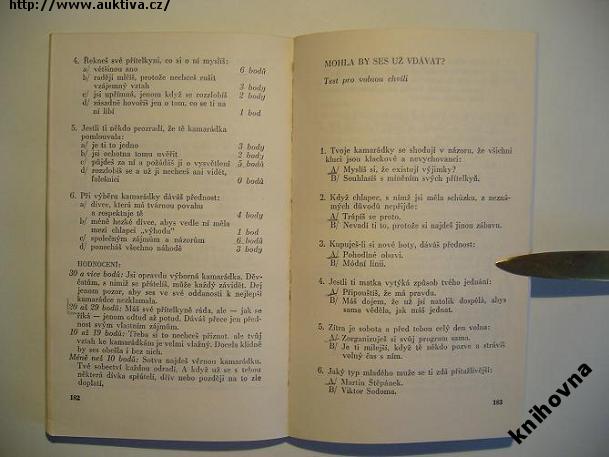 http://www.auktiva.cz/
4. Řekneš své přítelkyni, co si o ní myslíš:
a/ většinou ano 6 bodů
b/ raději mlčíš, protože nechceš rušit
vzájemný vztah 3 body
c/ jsi upřímná, jenom když se rozzlobíš 2 body
d/ zásadně hovoříš jen o tom, co se ti na
ní líbí 1 bod
5. Jestli ti někdo prozradí, že tě kamarádka
pomlouvala:
a/ je ti to jedno 3 body
b/ jsi ochotna tomu uvěřit 2 body
c/ půjdeš za ní a požádáš ji o vysvětlení 5 bodů
d/ rozzlobíš se a už ji nechceš ani vidět,
falešnici 0 bodů
6. Při výběru kamarádky dáváš přednost:
a/ dívce, která má tvárnou povahu
a respektuje tě 4 body
b/ méně hezké dívce, abys vedle ní měla
mezi chlapci „výhodu" 1 bod
c/ společným zájmům a názorům 6 bodů
d/ ponecháš všechno náhodě 3 body
HODNOCENÍ:
30 a více bodů: Jsi opravdu výborná kamarádka. Děv-
čatům, s nimiž se přátelíš, může každý závidět. Dej
jenom pozor, aby ses ve své oddanosti k nejlepší
kamarádce nezklamala.
20 až 29 bodů: Máš své přítelkyně ráda, ale — jak se
říká — jenom odtud až potud. Dáváš přece jen před-
nost svým vlastním zájmům.
10 až 19 bodů: Třeba si to nechceš přiznat, ale tvůj
vztah ke kamarádkám je velmi vlažný. Docela klidně
by ses obešla i bez nich.
Méně než 10 bodů: Sotva najdeš věrnou kamarádku.
Tvé sobectví každou odradí. A když už se s tebou
některá dívka spřátelí, dřív nebo později na to zle
doplatí.
182
MOHLA BY SES UŽ VDÁVAT?
Test pro volnou chvíli
1. Tvoje kamarádky se shodují v názoru, že všichni
kluci jsou klackové a nevychovanci:
A/ Myslíš si, že existují výjimky?
B/ Souhlasíš s míněním svých přítelkyň.
2. Když chlapec, s nímž jsi měla schůzku, z nezná-
mých důvodů nepřijde:
A/ Trápíš se proto.
B/ Nevadí ti to, protože si najdeš jinou zábavu.
3. Kupuješ-li si nové boty, dáváš přednost:
A/ Pohodlné obuvi.
B/ Módní linii.
4. Jestli ti matka vytýká způsob tvého jednání:
A/ Připouštíš, že má pravdu.
B/ Máš dojem, že už jsi natolik dospělá, abys
sama věděla, jak máš jednat.
5. Zítra je sobota a před tebou celý den volna:
A/ Zorganizuješ si svůj program sama.
B/ Je ti milejší, když tě někdo pozve a strávíš
volný čas s ním.
6. Jaký typ mladého muže se ti zdá přitažlivější:
A/ Martin Štěpánek.
B/ Viktor Sodoma.
183
knihovna